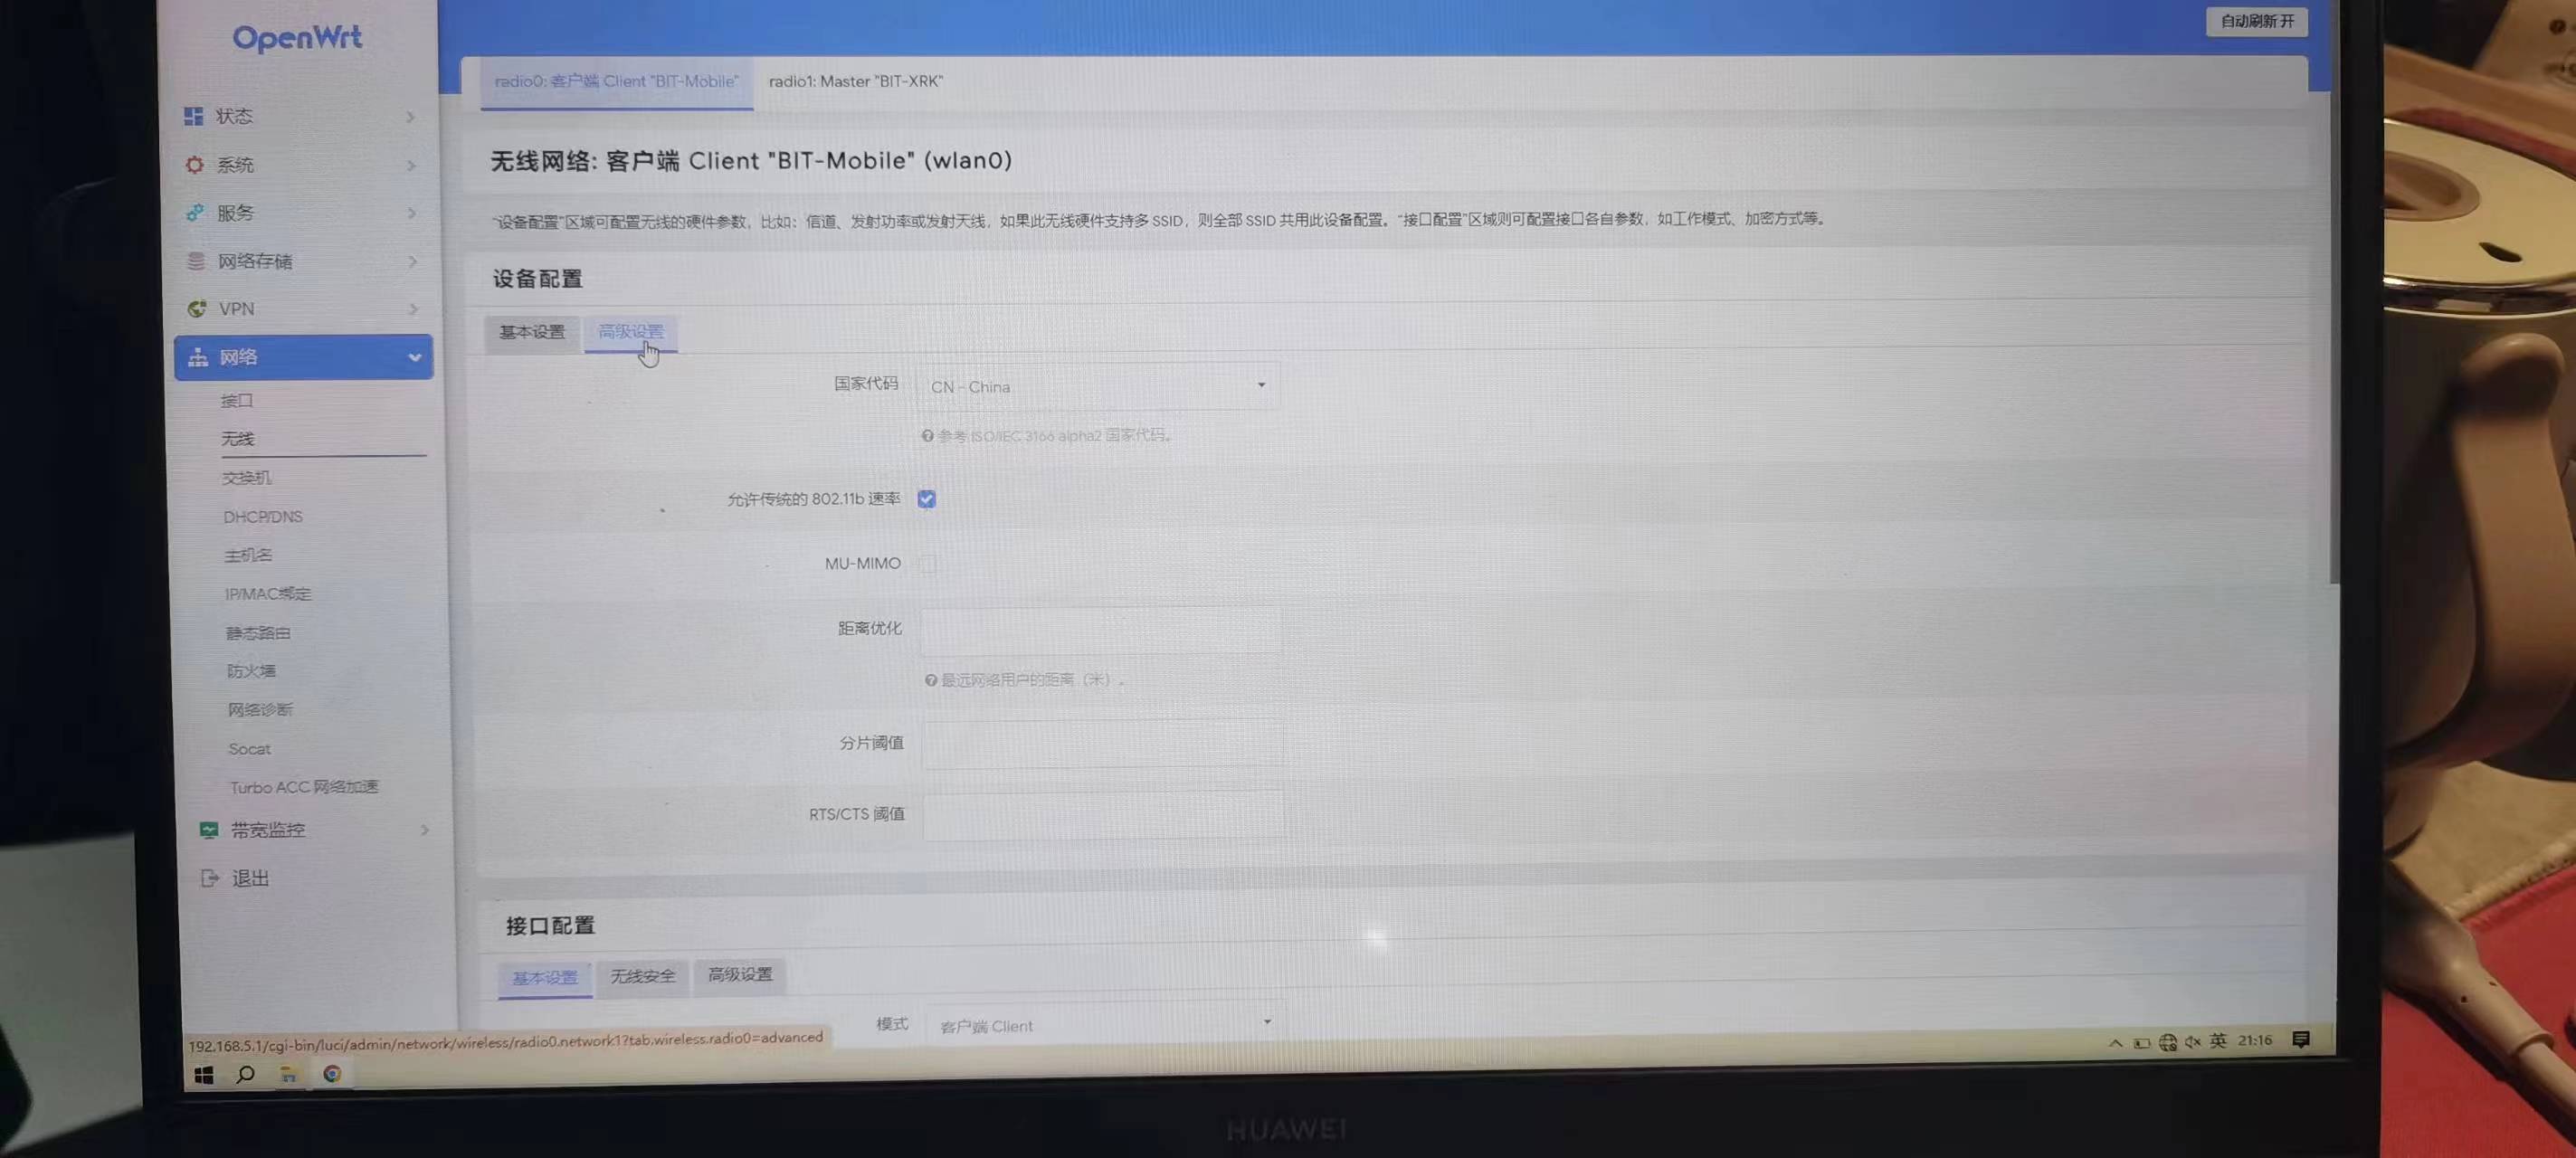 OpenWrt
自动刷新 开
radio0: 客户端 Client "BIT-Mobile"
radio1: Master "BIT-XRK"
状态
系统
服务
网络存储
VPN
网络
接口
无线
交换机
DHCP/DNS
主机名
IP/MAC绑定
静态路由
防火墙
网络诊断
Socat
Turbo ACC 网络加速
带宽监控
退出
无线网络: 客户端 Client "BIT-Mobile" (wlan0)
"设备配置"区域可配置无线的硬件参数，比如：信道、发射功率或发射天线，如果此无线硬件支持多 SSID，则全部 SSID 共用此设备配置。"接口配置"区域则可配置接口各自参数，如工作模式、加密方式等。
设备配置
基本设置
高级设置
国家代码
CN - China
参考 ISO/IEC 3166 alpha2 国家代码。
允许传统的 802.11b 速率
MU-MIMO
距离优化
最远网络用户的距离（米）。
分片阈值
RTS/CTS 阈值
接口配置
基本设置
无线安全
高级设置
模式
客户端 Client
192.168.5.1/cgi-bin/luci/admin/network/wireless/radio0.network1?tab.wireless.radio0=advanced
英
21:16
HUAWEI